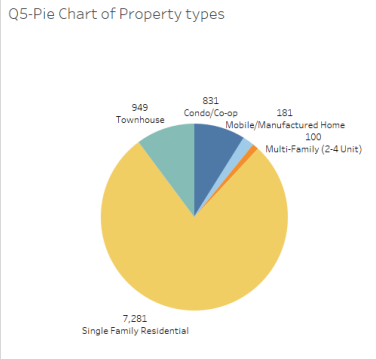 Q5-Pie Chart of Property types
831
Condo/Co-op
181
Mobile/Manufactured Home
100
Multi-Family (2-4 Unit)
949
Townhouse
7,281
Single Family Residential